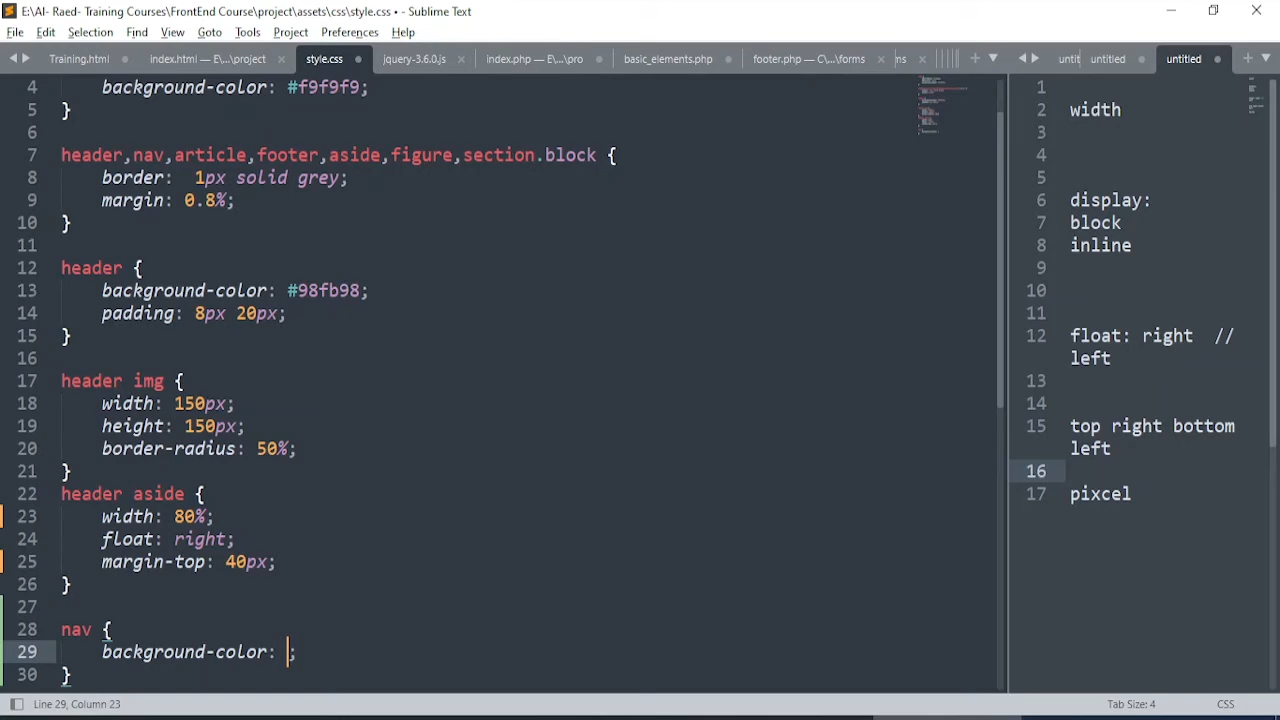 E:\Al- Raed- Training Courses\FrontEnd Course\project\assets\css\style.css • - Sublime Text
File Edit Selection Find View Goto Tools Project Preferences Help
Training.html index.html — E\...\project style.css jquery-3.6.0.js index.php — E\...\pro basic_elements.php footer.php — C\...\forms ns untit untitled untitled
4 background-color: #f9f9f9;
5 }
6
7 header,nav,article,footer,aside,figure,section.block {
8 border:  1px solid grey;
9 margin: 0.8%;
10 }
11
12 header {
13 background-color: #98fb98;
14 padding: 8px 20px;
15 }
16
17 header img {
18 width: 150px;
19 height: 150px;
20 border-radius: 50%;
21 }
22 header aside {
23 width: 80%;
24 float: right;
25 margin-top: 40px;
26 }
27
28 nav {
29 background-color: ;
30 }
1
2 width
3
4
5
6 display:
7 block
8 inline
9
10
11
12 float: right  //
left
13
14
15 top right bottom
left
16
17 pixcel
Line 29, Column 23 Tab Size: 4 CSS